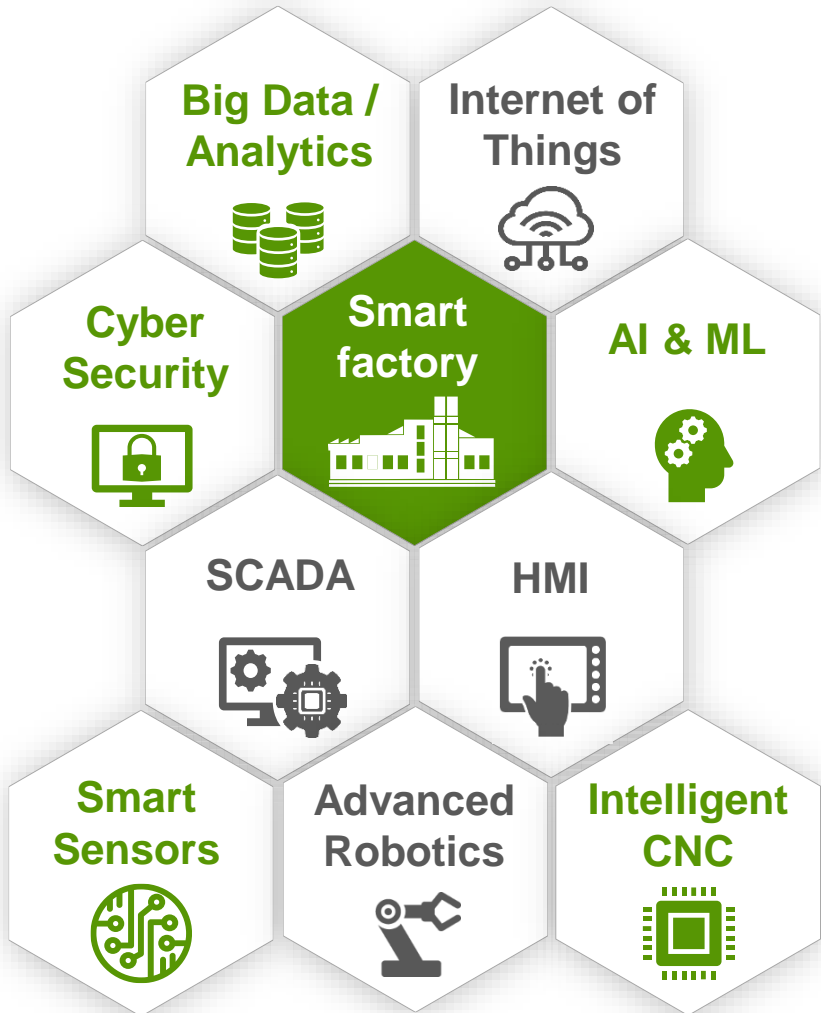 Big Data /
Analytics
Internet of
Things
Cyber
Security
Smart
factory
AI & ML
SCADA
HMI
Smart
Sensors
Advanced
Robotics
Intelligent
CNC